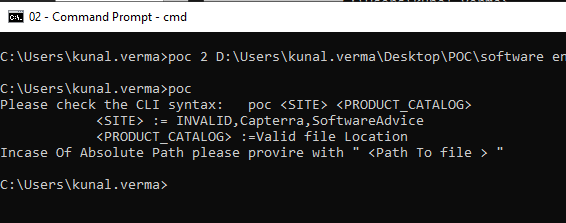 02 - Command Prompt - cmd
C:\Users\kunal.verma>poc 2 D:\Users\kunal.verma\Desktop\POC\software en
C:\Users\kunal.verma>poc
Please check the CLI syntax:   poc <SITE> <PRODUCT_CATALOG>
<SITE> := INVALID,Capterra,SoftwareAdvice
<PRODUCT_CATALOG> :=Valid file Location
Incase Of Absolute Path please provire with " <Path To file > "
C:\Users\kunal.verma>